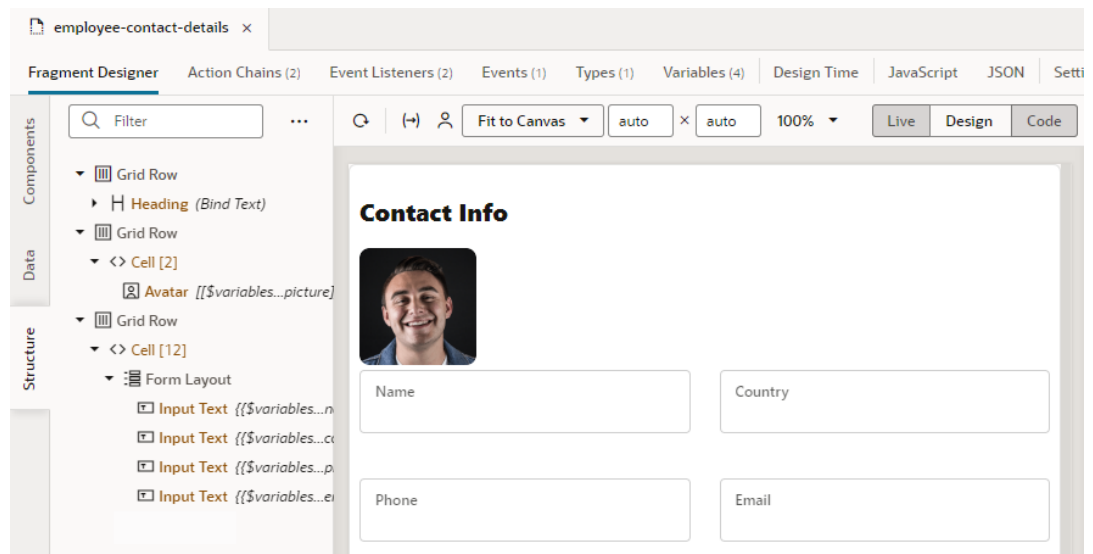 employee-contact-details ×
Fragment Designer Action Chains (2) Event Listeners (2) Events (1) Types (1) Variables (4) Design Time JavaScript JSON Setti
Components
Data
Structure
Filter ...
Fit to Canvas auto × auto 100% Live Design Code
Grid Row
Heading (Bind Text)
Grid Row
Cell [2]
Avatar [[$variables...picture]
Grid Row
Cell [12]
Form Layout
Input Text {{$variables...n
Input Text {{$variables...c
Input Text {{$variables...p
Input Text {{$variables...e
Contact Info
Name Country
Phone Email